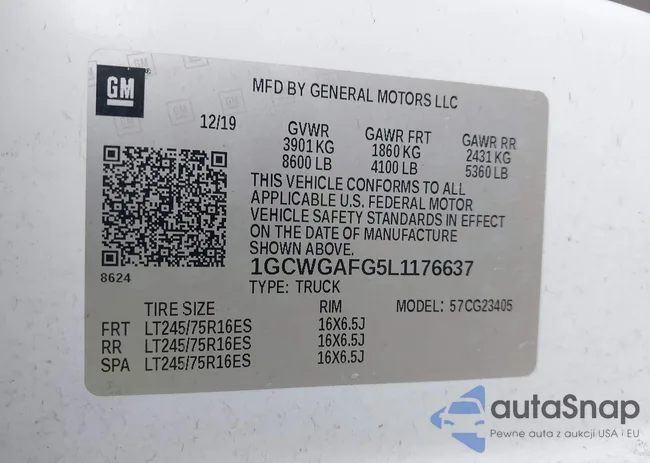 GM
MFD BY GENERAL MOTORS LLC
12/19
GVWR GAWR FRT GAWR RR
3901 KG 1860 KG 2431 KG
8600 LB 4100 LB 5360 LB
THIS VEHICLE CONFORMS TO ALL
APPLICABLE U.S. FEDERAL MOTOR
VEHICLE SAFETY STANDARDS IN EFFECT
ON THE DATE OF MANUFACTURE
SHOWN ABOVE.
8624
1GCWGAFG5L1176637
TYPE: TRUCK
TIRE SIZE RIM MODEL: 57CG23405
FRT LT245/75R16ES 16X6.5J
RR LT245/75R16ES 16X6.5J
SPA LT245/75R16ES 16X6.5J
autaSnap
Pewne auta z aukcji USA i EU